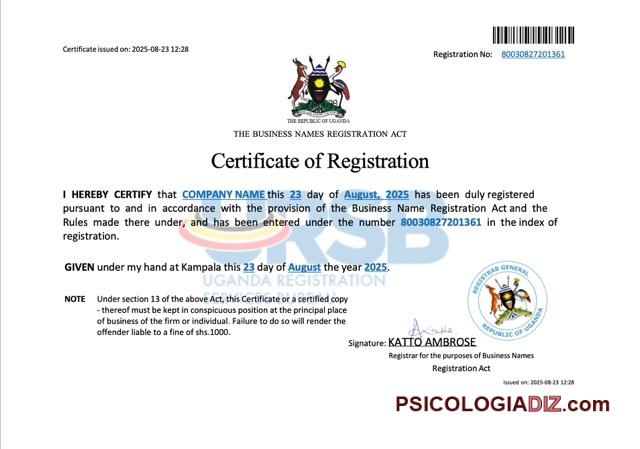 Certificate issued on: 2025-08-23 12:28
Registration No: 80030827201361
THE REPUBLIC OF UGANDA
THE BUSINESS NAMES REGISTRATION ACT
Certificate of Registration
I HEREBY CERTIFY that COMPANY NAME this 23 day of August, 2025 has been duly registered
pursuant to and in accordance with the provision of the Business Name Registration Act and the
Rules made there under, and has been entered under the number 80030827201361 in the index of
registration.
URSB
GIVEN under my hand at Kampala this 23 day of August the year 2025.
UGANDA REGISTRATION
SERVICES BUREAU
NOTE Under section 13 of the above Act, this Certificate or a certified copy
- thereof must be kept in conspicuous position at the principal place
of business of the firm or individual. Failure to do so will render the
offender liable to a fine of shs.1000.
REGISTRAR GENERAL
REPUBLIC OF UGANDA
Signature: KATTO AMBROSE
Registrar for the purposes of Business Names
Registration Act
Issued on: 2025-08-23 12:28
PSICOLOGIADIZ.com